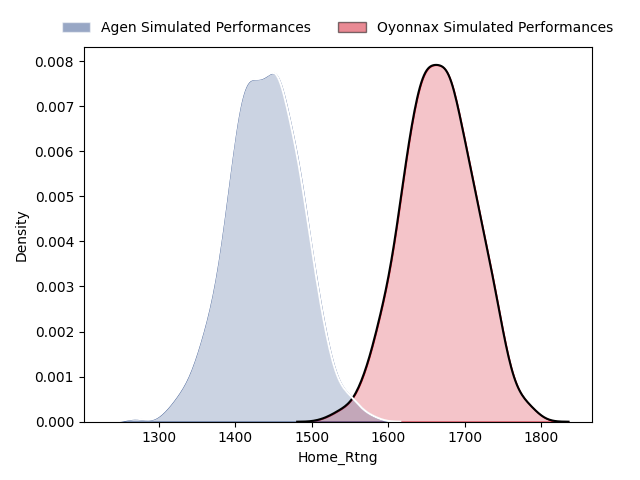 Agen Simulated Performances
Oyonnax Simulated Performances
Density
0.008
0.007
0.006
0.005
0.004
0.003
0.002
0.001
0.000
1300 1400 1500 1600 1700 1800
Home_Rtng